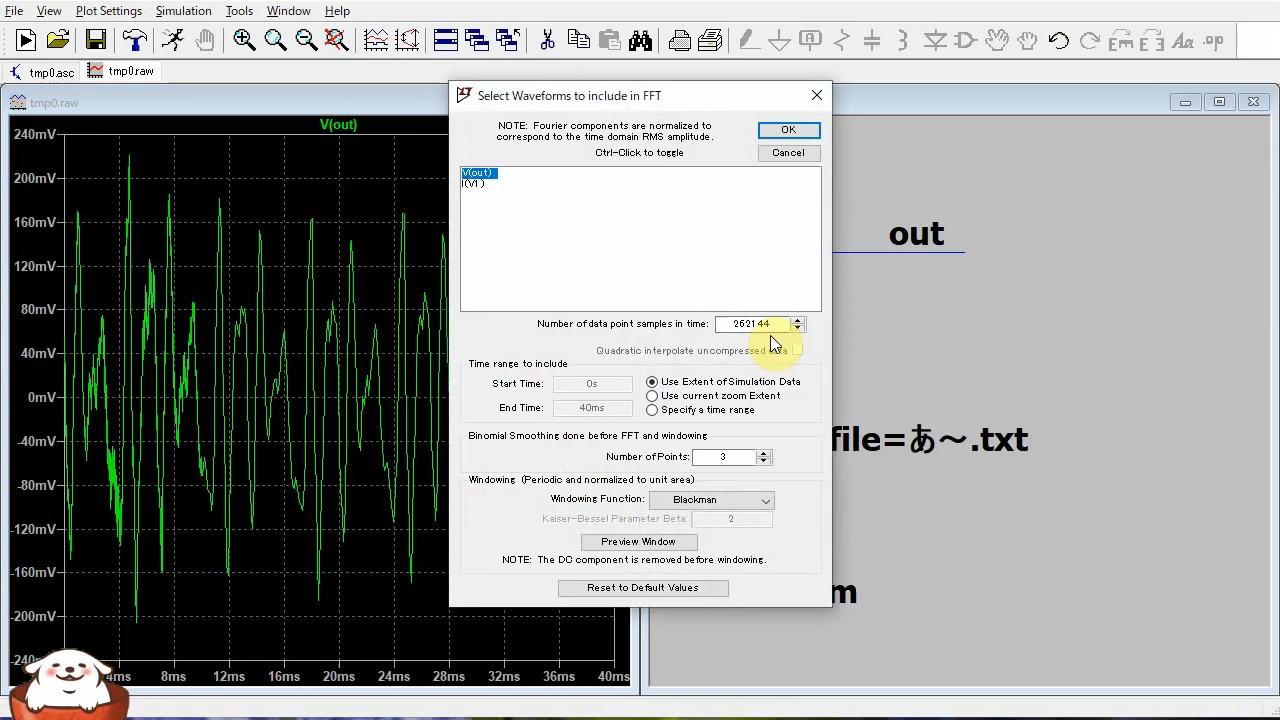 File View Plot Settings Simulation Tools Window Help
.op
tmp0.asc tmp0.raw
tmp0.raw
V(out)
240mV
200mV
160mV
120mV
80mV
40mV
0mV
-40mV
-80mV
-120mV
-160mV
-200mV
-240
4ms 8ms 12ms 16ms 20ms 24ms 28ms 32ms 36ms 40ms
Select Waveforms to include in FFT
NOTE: Fourier components are normalized to
correspond to the time domain RMS amplitude.
Ctrl-Click to toggle
OK
Cancel
V(out)
I(V1)
Number of data point samples in time: 262144
Quadratic interpolate uncompressed data
Time range to include
Start Time: 0s
End Time: 40ms
Use Extent of Simulation Data
Use current zoom Extent
Specify a time range
Binomial Smoothing done before FFT and windowing
Number of Points: 3
Windowing (Periodic and normalized to unit area)
Windowing Function: Blackman
Kaiser-Bessel Parameter Beta: 2
Preview Window
NOTE: The DC component is removed before windowing.
Reset to Default Values
out
file=あ～.txt
m